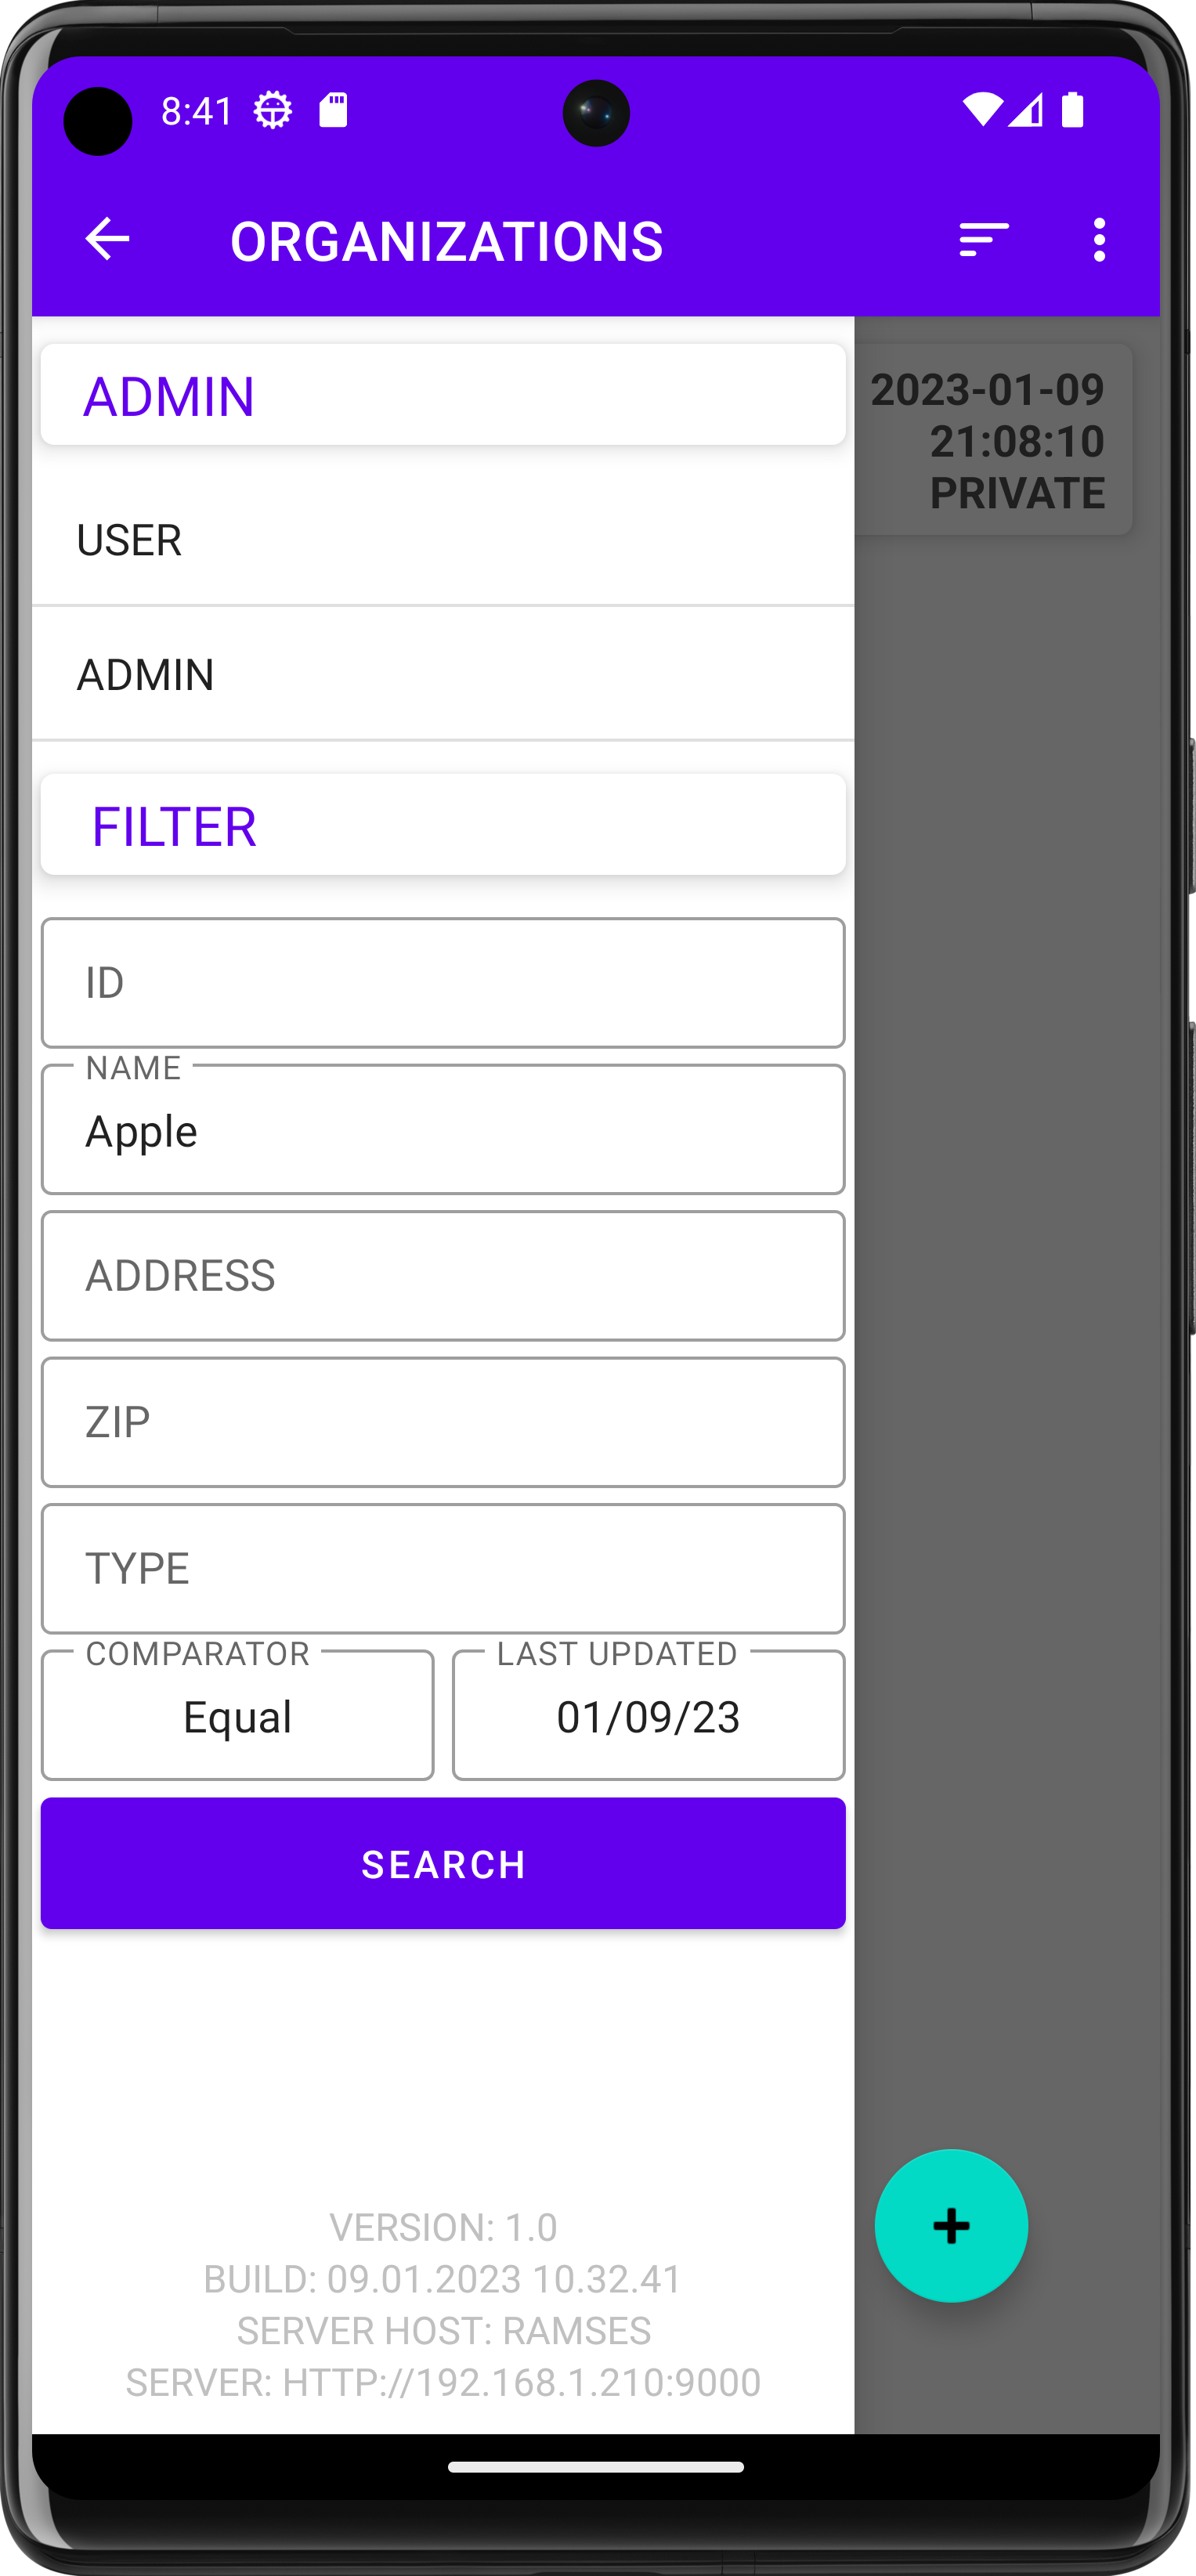 8:41
ORGANIZATIONS
ADMIN
2023-01-09
21:08:10
PRIVATE
USER
ADMIN
FILTER
ID
NAME
Apple
ADDRESS
ZIP
TYPE
COMPARATOR LAST UPDATED
Equal 01/09/23
SEARCH
VERSION: 1.0
BUILD: 09.01.2023 10.32.41
SERVER HOST: RAMSES
SERVER: HTTP://192.168.1.210:9000